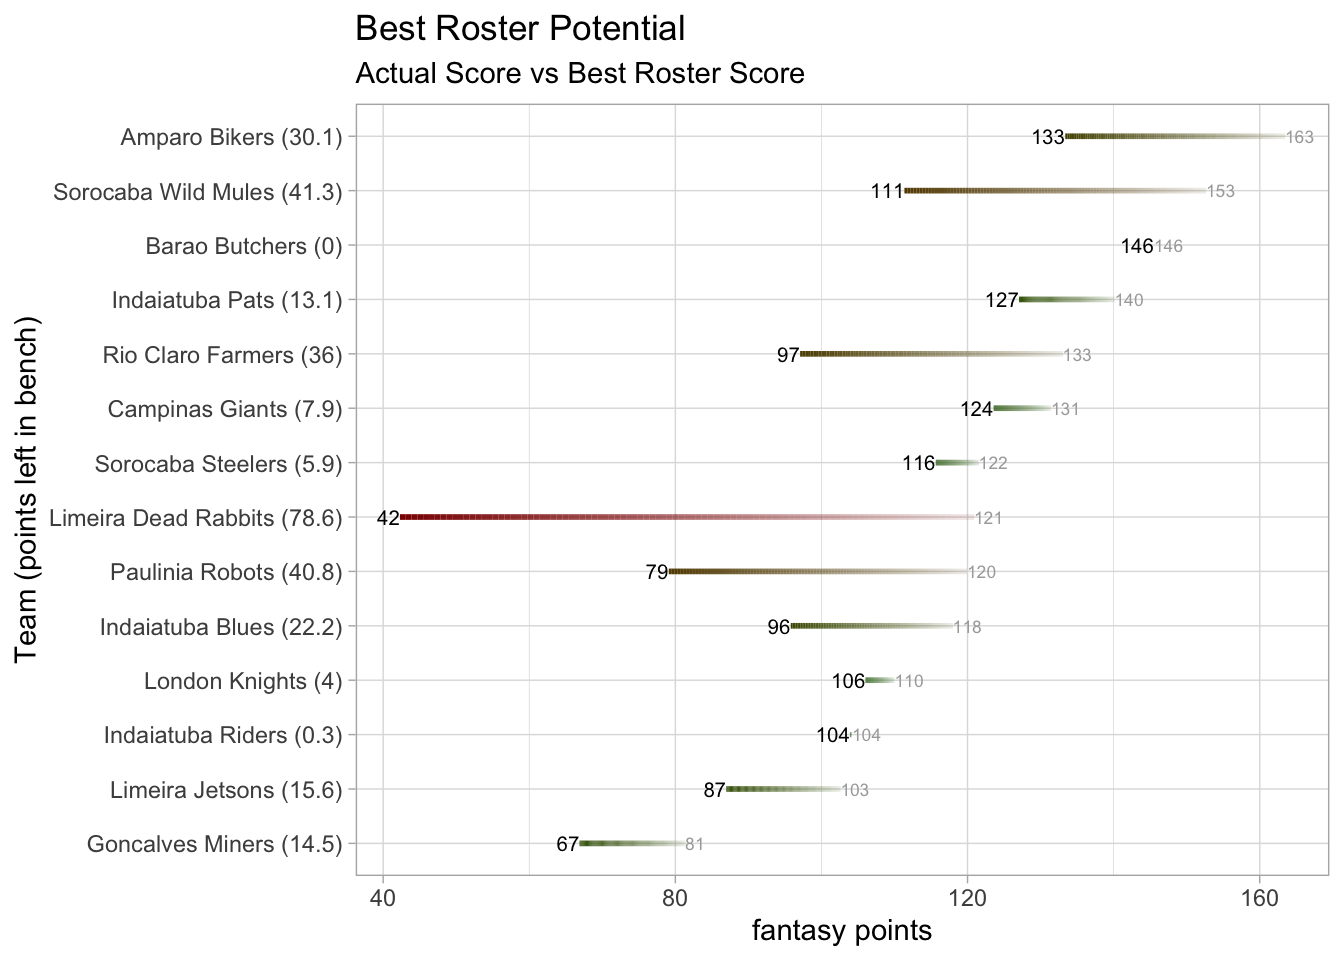 Best Roster Potential
Actual Score vs Best Roster Score
Team (points left in bench)
Amparo Bikers (30.1) 133 163
Sorocaba Wild Mules (41.3) 111 153
Barao Butchers (0) 146 146
Indaiatuba Pats (13.1) 127 140
Rio Claro Farmers (36) 97 133
Campinas Giants (7.9) 124 131
Sorocaba Steelers (5.9) 116 122
Limeira Dead Rabbits (78.6) 42 121
Paulinia Robots (40.8) 79 120
Indaiatuba Blues (22.2) 96 118
London Knights (4) 106 110
Indaiatuba Riders (0.3) 104 104
Limeira Jetsons (15.6) 87 103
Goncalves Miners (14.5) 67 81
40 80 120 160
fantasy points